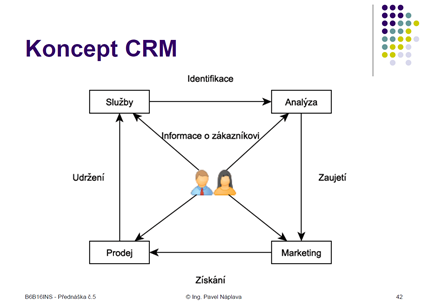 Koncept CRM
Identifikace
Služby
Analýza
Informace o zákazníkovi
Udržení
Zaujetí
Prodej
Marketing
Získání
B6B16INS - Přednáška č.5
© Ing. Pavel Náplava
42